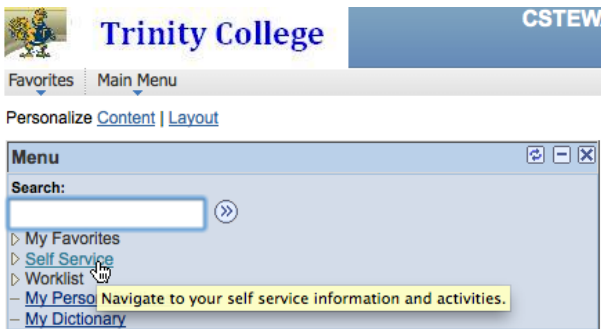 Trinity College
CSTEWA
Favorites Main Menu
Personalize Content | Layout
Menu
Search:
My Favorites
Self Service
Worklist
My Perso
Navigate to your self service information and activities.
My Dictionary